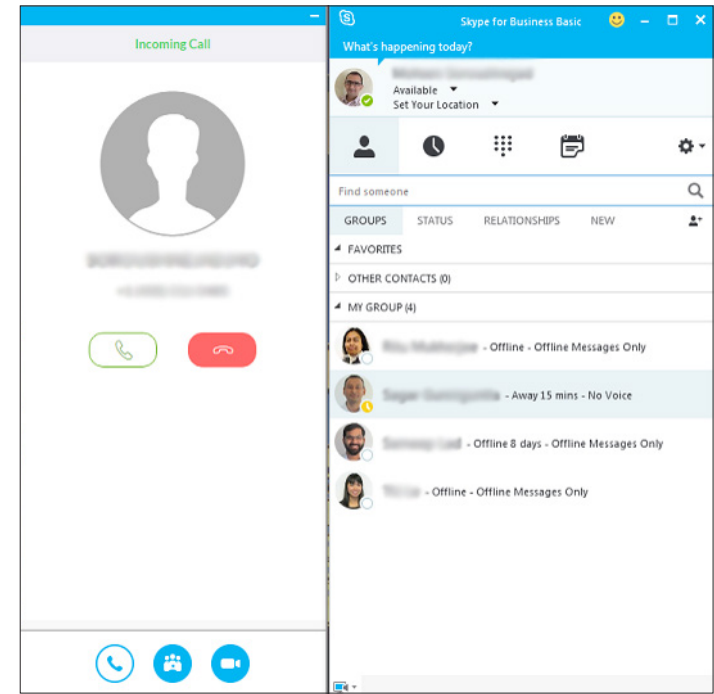 Incoming Call
Skype for Business Basic
What's happening today?
Available
Set Your Location
Find someone
GROUPS STATUS RELATIONSHIPS NEW
FAVORITES
OTHER CONTACTS (0)
MY GROUP (4)
- Offline - Offline Messages Only
- Away 15 mins - No Voice
- Offline 8 days - Offline Messages Only
- Offline - Offline Messages Only